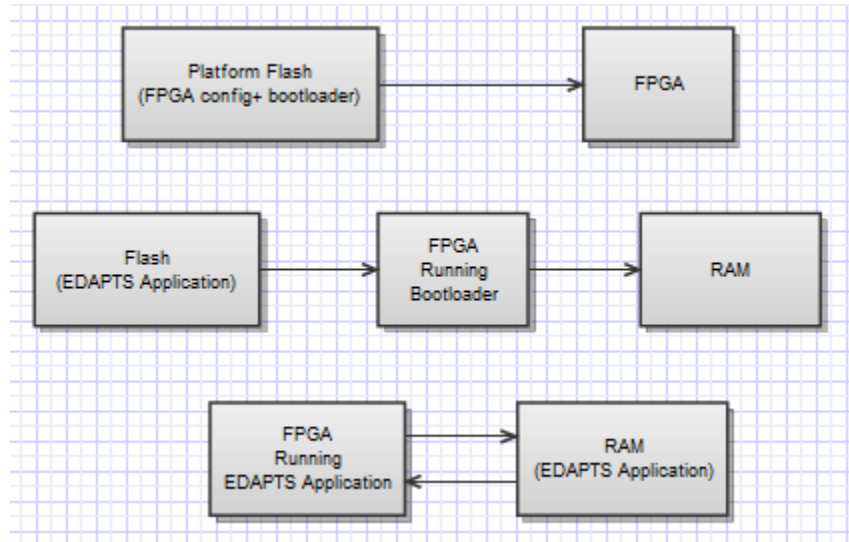 Platform Flash
(FPGA config+ bootloader)
FPGA
Flash
(EDAPTS Application)
FPGA
Running
Bootloader
RAM
FPGA
Running
EDAPTS Application
RAM
(EDAPTS Application)